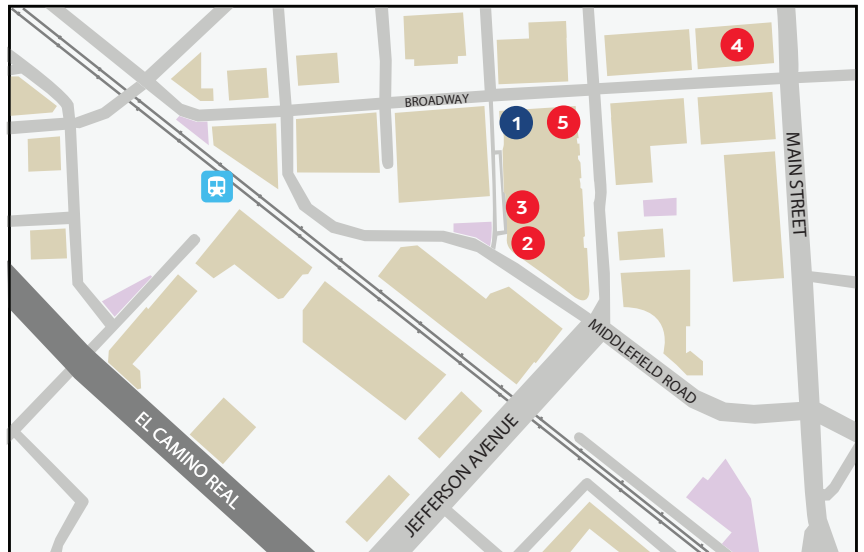 4
BROADWAY
1
5
MAIN STREET
3
2
MIDDLEFIELD ROAD
EL CAMINO REAL
JEFFERSON AVENUE